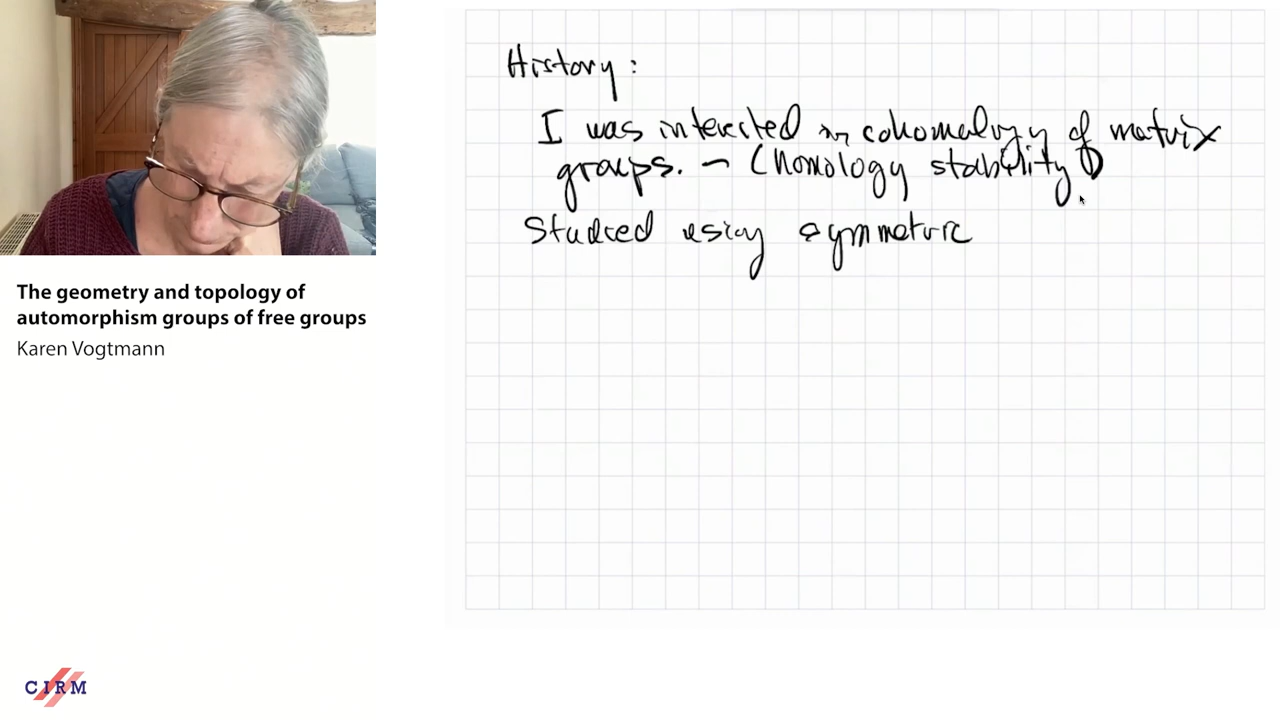 History :
I was interested in cohomology of matrix
groups. - (homology stability)
Studied using symmetric
The geometry and topology of
automorphism groups of free groups
Karen Vogtmann
CIRM